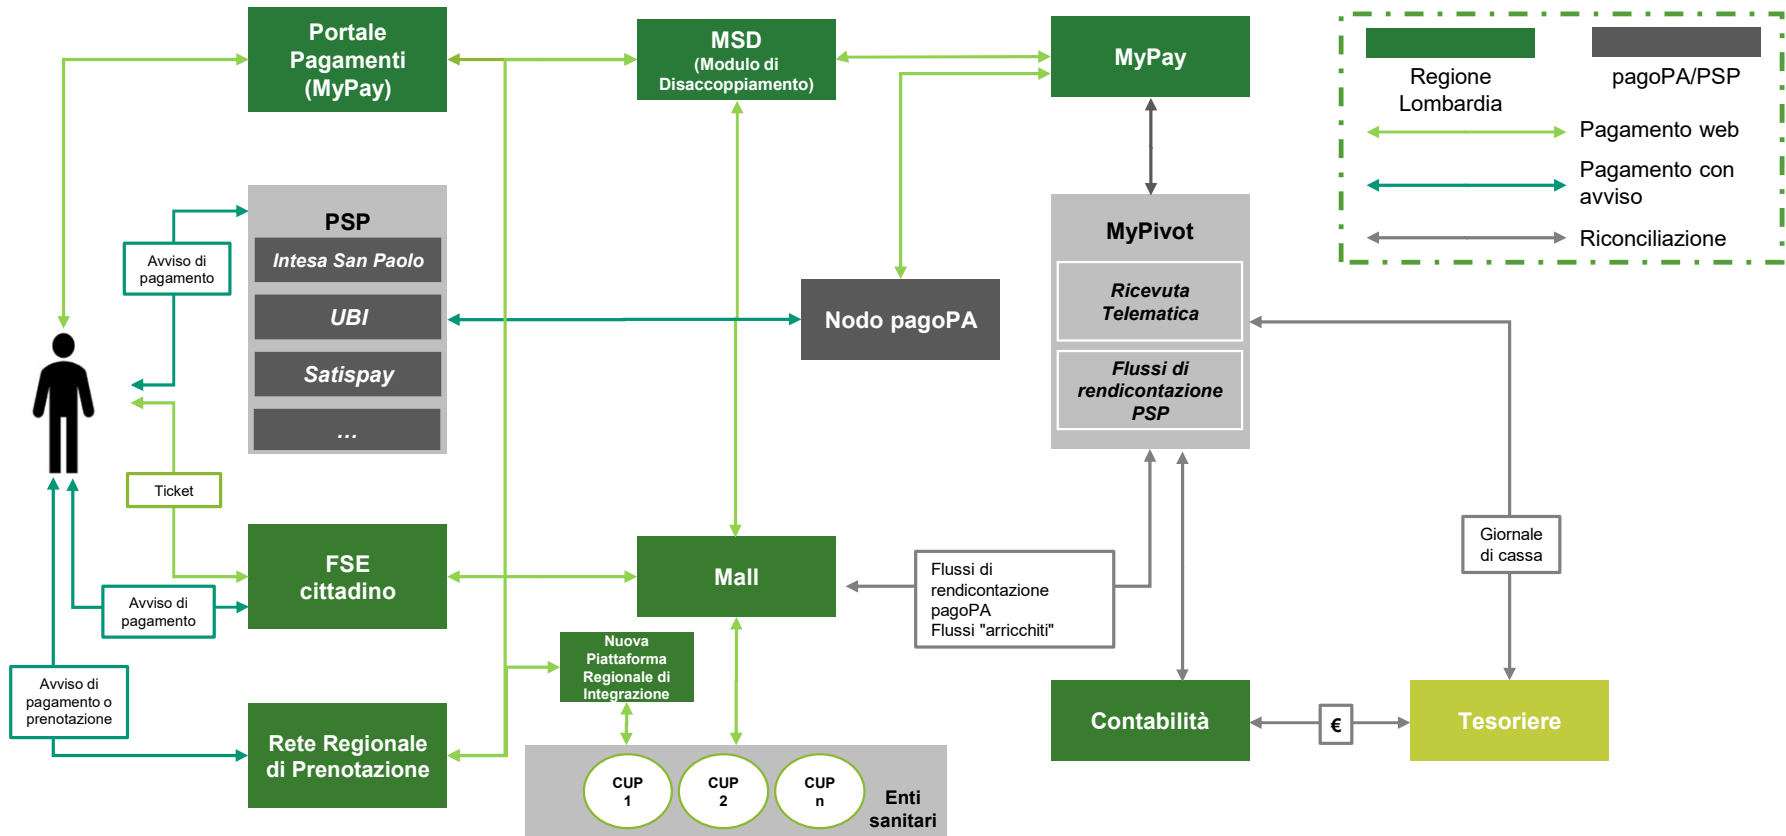 Portale
Pagamenti
(MyPay)
MSD
(Modulo di
Disaccoppiamento)
MyPay
Regione
Lombardia
pagoPA/PSP
Pagamento web
Pagamento con
avviso
Riconciliazione
PSP
Intesa San Paolo
UBI
Satispay
...
Avviso di
pagamento
Nodo pagoPA
MyPivot
Ricevuta
Telematica
Flussi di
rendicontazione
PSP
Ticket
FSE
cittadino
Mall
Flussi di
rendicontazione
pagoPA
Flussi "arricchiti"
Giornale
di cassa
Avviso di
pagamento
Nuova
Piattaforma
Regionale di
Integrazione
Avviso di
pagamento o
prenotazione
Rete Regionale
di Prenotazione
Contabilità
€
Tesoriere
CUP
1
CUP
2
CUP
n
Enti
sanitari